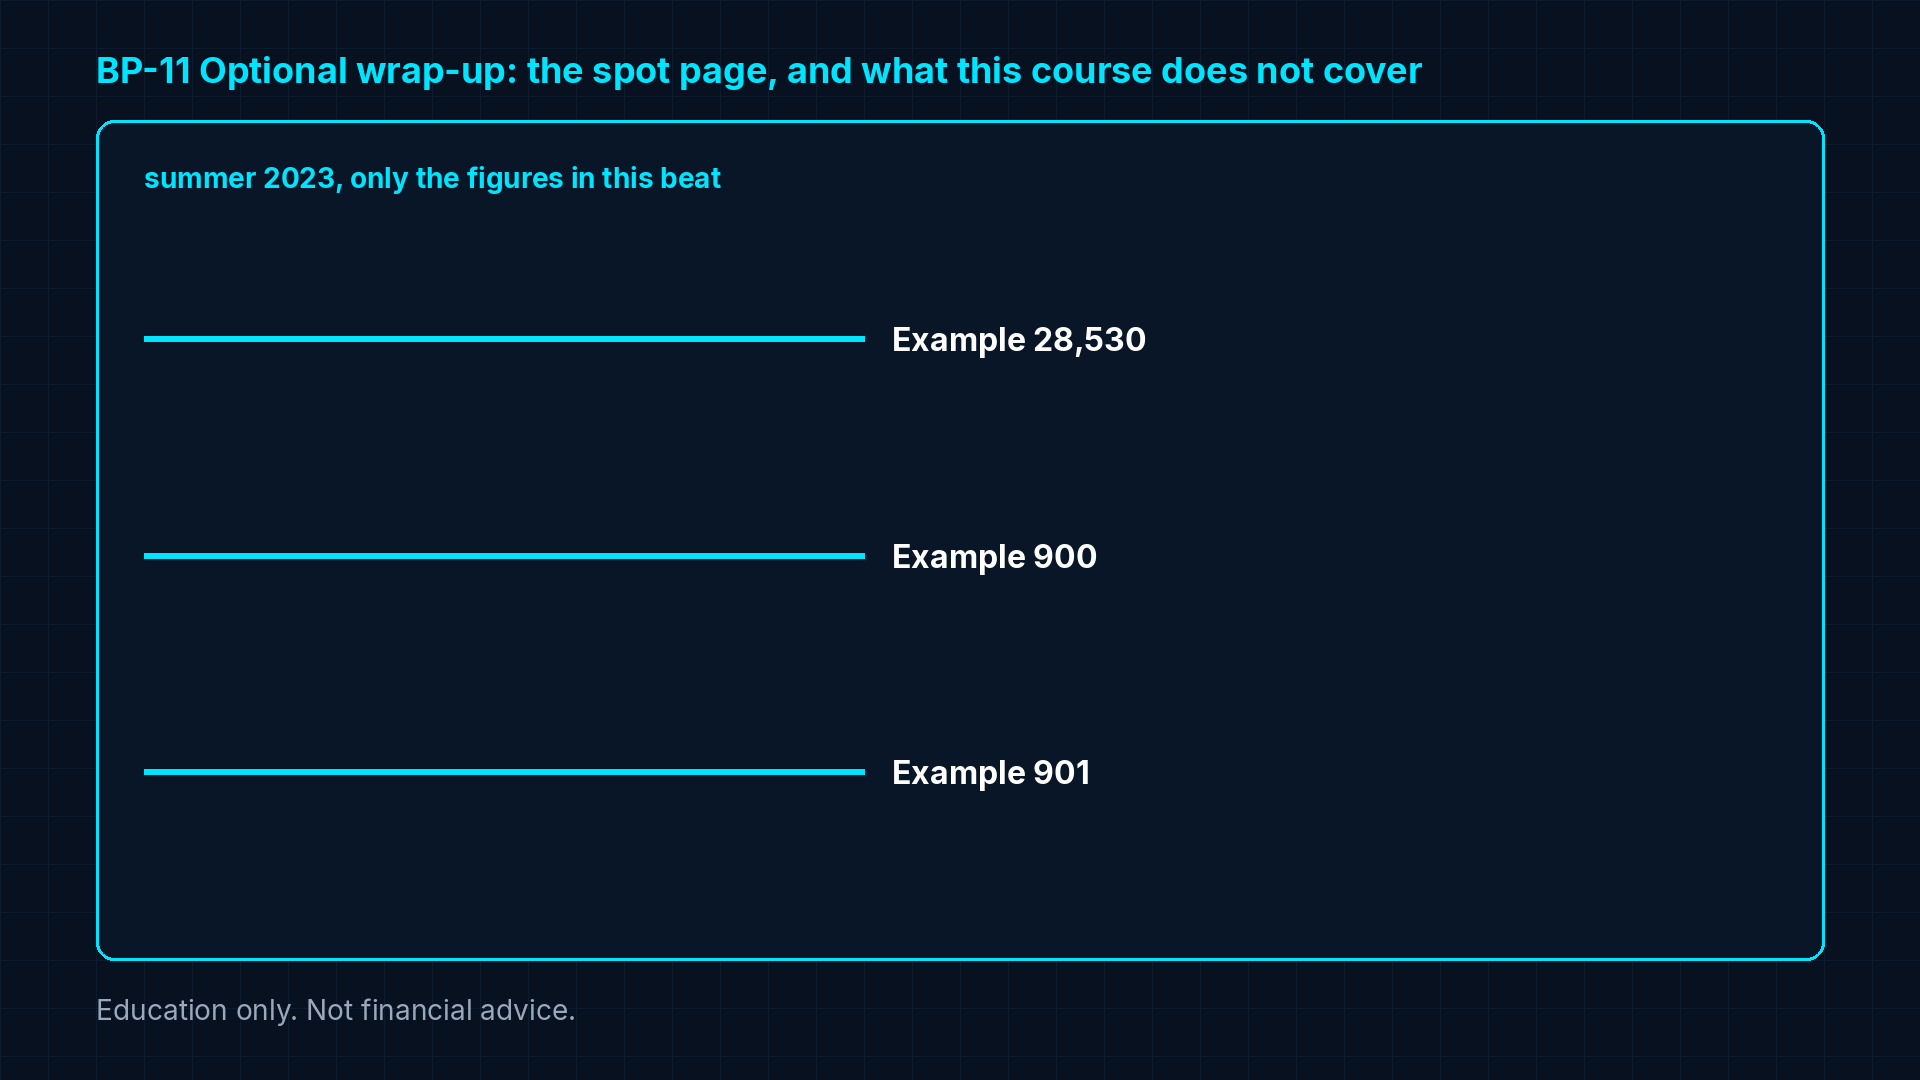 BP-11 Optional wrap-up: the spot page, and what this course does not cover
summer 2023, only the figures in this beat
Example 28,530
Example 900
Example 901
Education only. Not financial advice.